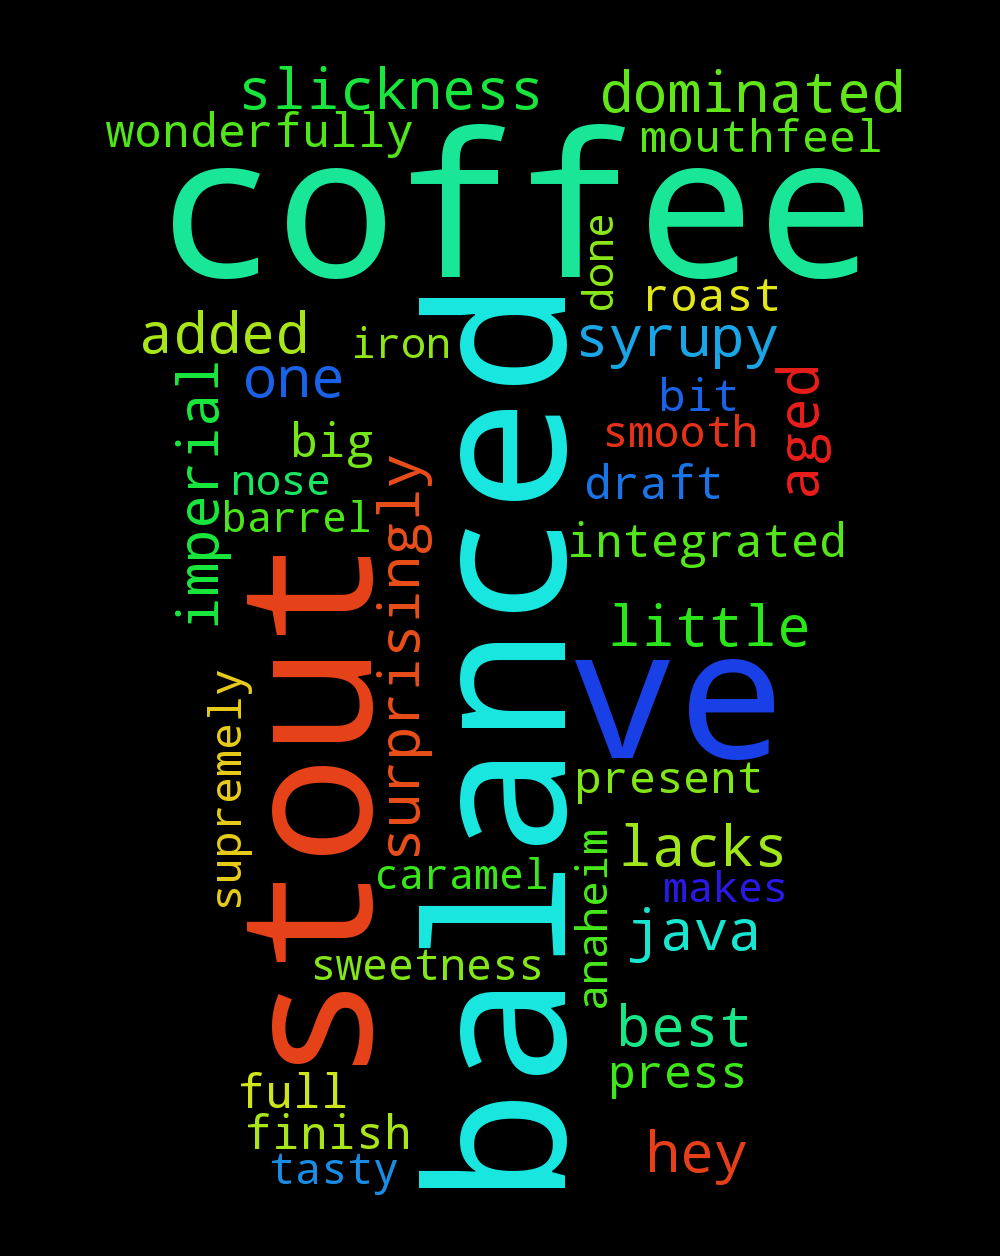 slickness
dominated
wonderfully
mouthfeel
coffee
done
roast
added
iron
syrupy
one
bit
aged
imperial
big
smooth
nose
draft
barrel
surprisingly
integrated
balanced
stout
little
ve
supremely
present
caramel
lacks
anaheim
makes
java
sweetness
best
press
full
finish
hey
tasty